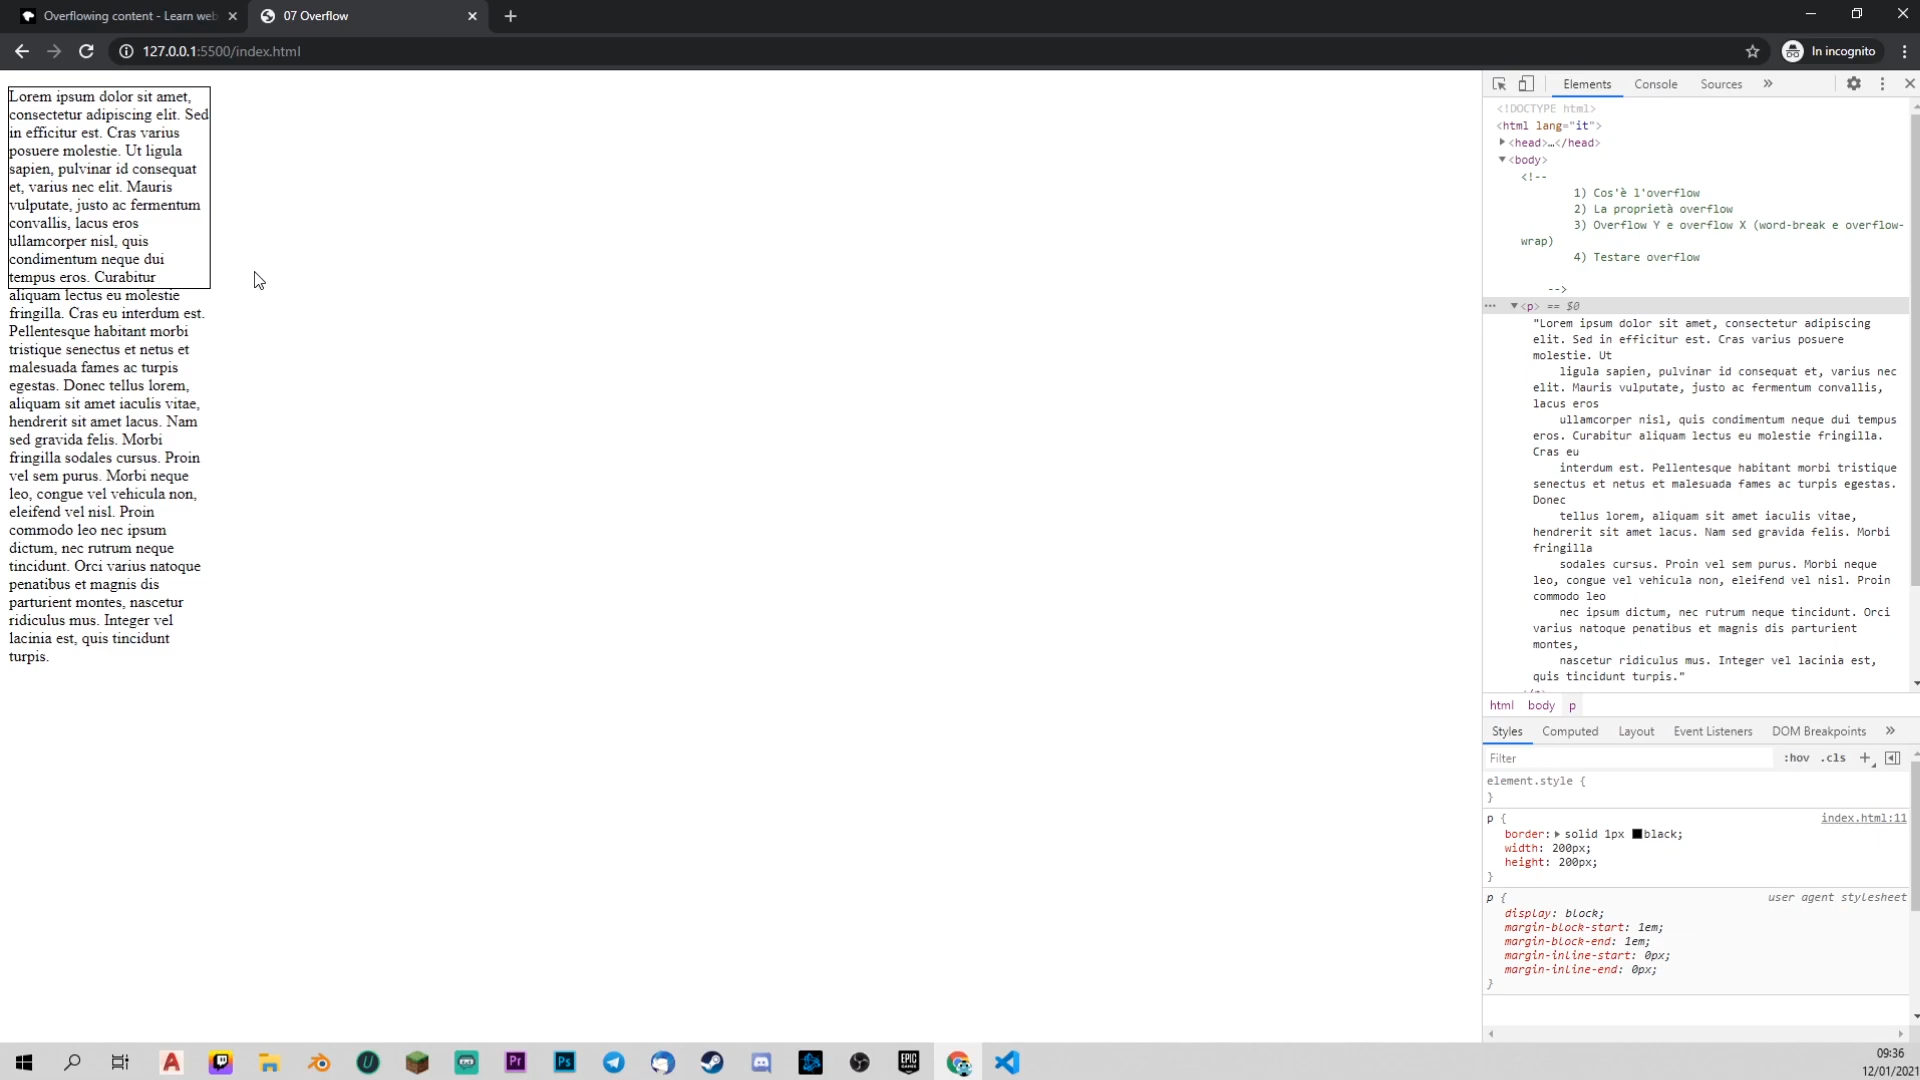 Overflowing content - Learn web
07 Overflow
127.0.0.1:5500/index.html
In incognito
Lorem ipsum dolor sit amet,
consectetur adipiscing elit. Sed
in efficitur est. Cras varius
posuere molestie. Ut ligula
sapien, pulvinar id consequat
et, varius nec elit. Mauris
vulputate, justo ac fermentum
convallis, lacus eros
ullamcorper nisl, quis
condimentum neque dui
tempus eros. Curabitur
aliquam lectus eu molestie
fringilla. Cras eu interdum est.
Pellentesque habitant morbi
tristique senectus et netus et
malesuada fames ac turpis
egestas. Donec tellus lorem,
aliquam sit amet iaculis vitae,
hendrerit sit amet lacus. Nam
sed gravida felis. Morbi
fringilla sodales cursus. Proin
vel sem purus. Morbi neque
leo, congue vel vehicula non,
eleifend vel nisl. Proin
commodo leo nec ipsum
dictum, nec rutrum neque
tincidunt. Orci varius natoque
penatibus et magnis dis
parturient montes, nascetur
ridiculus mus. Integer vel
lacinia est, quis tincidunt
turpis.
Elements Console Sources »
<!DOCTYPE html>
<html lang="it">
<head>…</head>
<body>
<!--
1) Cos'è l'overflow
2) La proprietà overflow
3) Overflow Y e overflow X (word-break e overflow-
wrap)
4) Testare overflow
-->
<p> == $0
"Lorem ipsum dolor sit amet, consectetur adipiscing
elit. Sed in efficitur est. Cras varius posuere
molestie. Ut
ligula sapien, pulvinar id consequat et, varius nec
elit. Mauris vulputate, justo ac fermentum convallis,
lacus eros
ullamcorper nisl, quis condimentum neque dui tempus
eros. Curabitur aliquam lectus eu molestie fringilla.
Cras eu
interdum est. Pellentesque habitant morbi tristique
senectus et netus et malesuada fames ac turpis egestas.
Donec
tellus lorem, aliquam sit amet iaculis vitae,
hendrerit sit amet lacus. Nam sed gravida felis. Morbi
fringilla
sodales cursus. Proin vel sem purus. Morbi neque
leo, congue vel vehicula non, eleifend vel nisl. Proin
commodo leo
nec ipsum dictum, nec rutrum neque tincidunt. Orci
varius natoque penatibus et magnis dis parturient
montes,
nascetur ridiculus mus. Integer vel lacinia est,
quis tincidunt turpis."
html body p
Styles Computed Layout Event Listeners DOM Breakpoints »
Filter :hov .cls +
element.style {
}
p { index.html:11
border: solid 1px black;
width: 200px;
height: 200px;
}
p { user agent stylesheet
display: block;
margin-block-start: 1em;
margin-block-end: 1em;
margin-inline-start: 0px;
margin-inline-end: 0px;
}
A U Pr Ps EPIC GAMES
09:36
12/01/2021